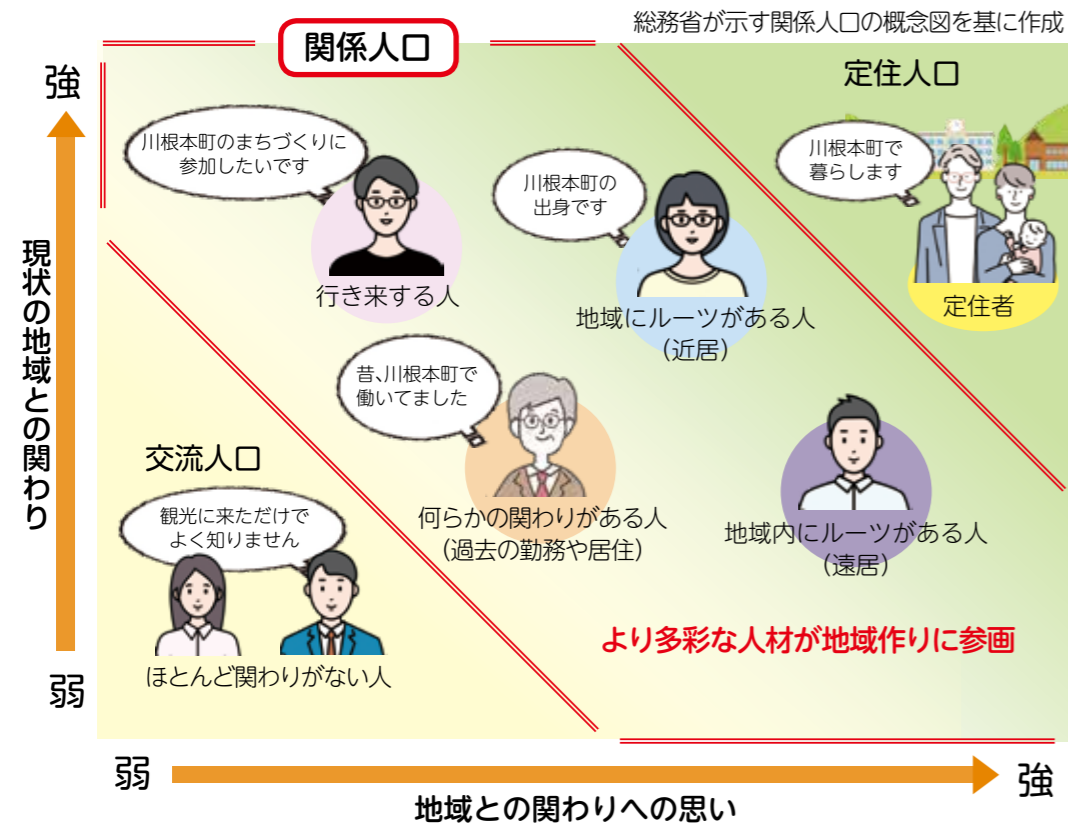 総務省が示す関係人口の概念図を基に作成
関係人口
定住人口
強
川根本町のまちづくりに
参加したいです
行き来する人
川根本町の
出身です
地域にルーツがある人
(近居)
川根本町で
暮らします
定住者
現状の地域との関わり
昔、川根本町で
働いてました
何らかの関わりがある人
(過去の勤務や居住)
地域内にルーツがある人
(遠居)
交流人口
観光に来ただけで
よく知りません
ほとんど関わりがない人
より多彩な人材が地域作りに参画
弱
弱
強
地域との関わりへの思い